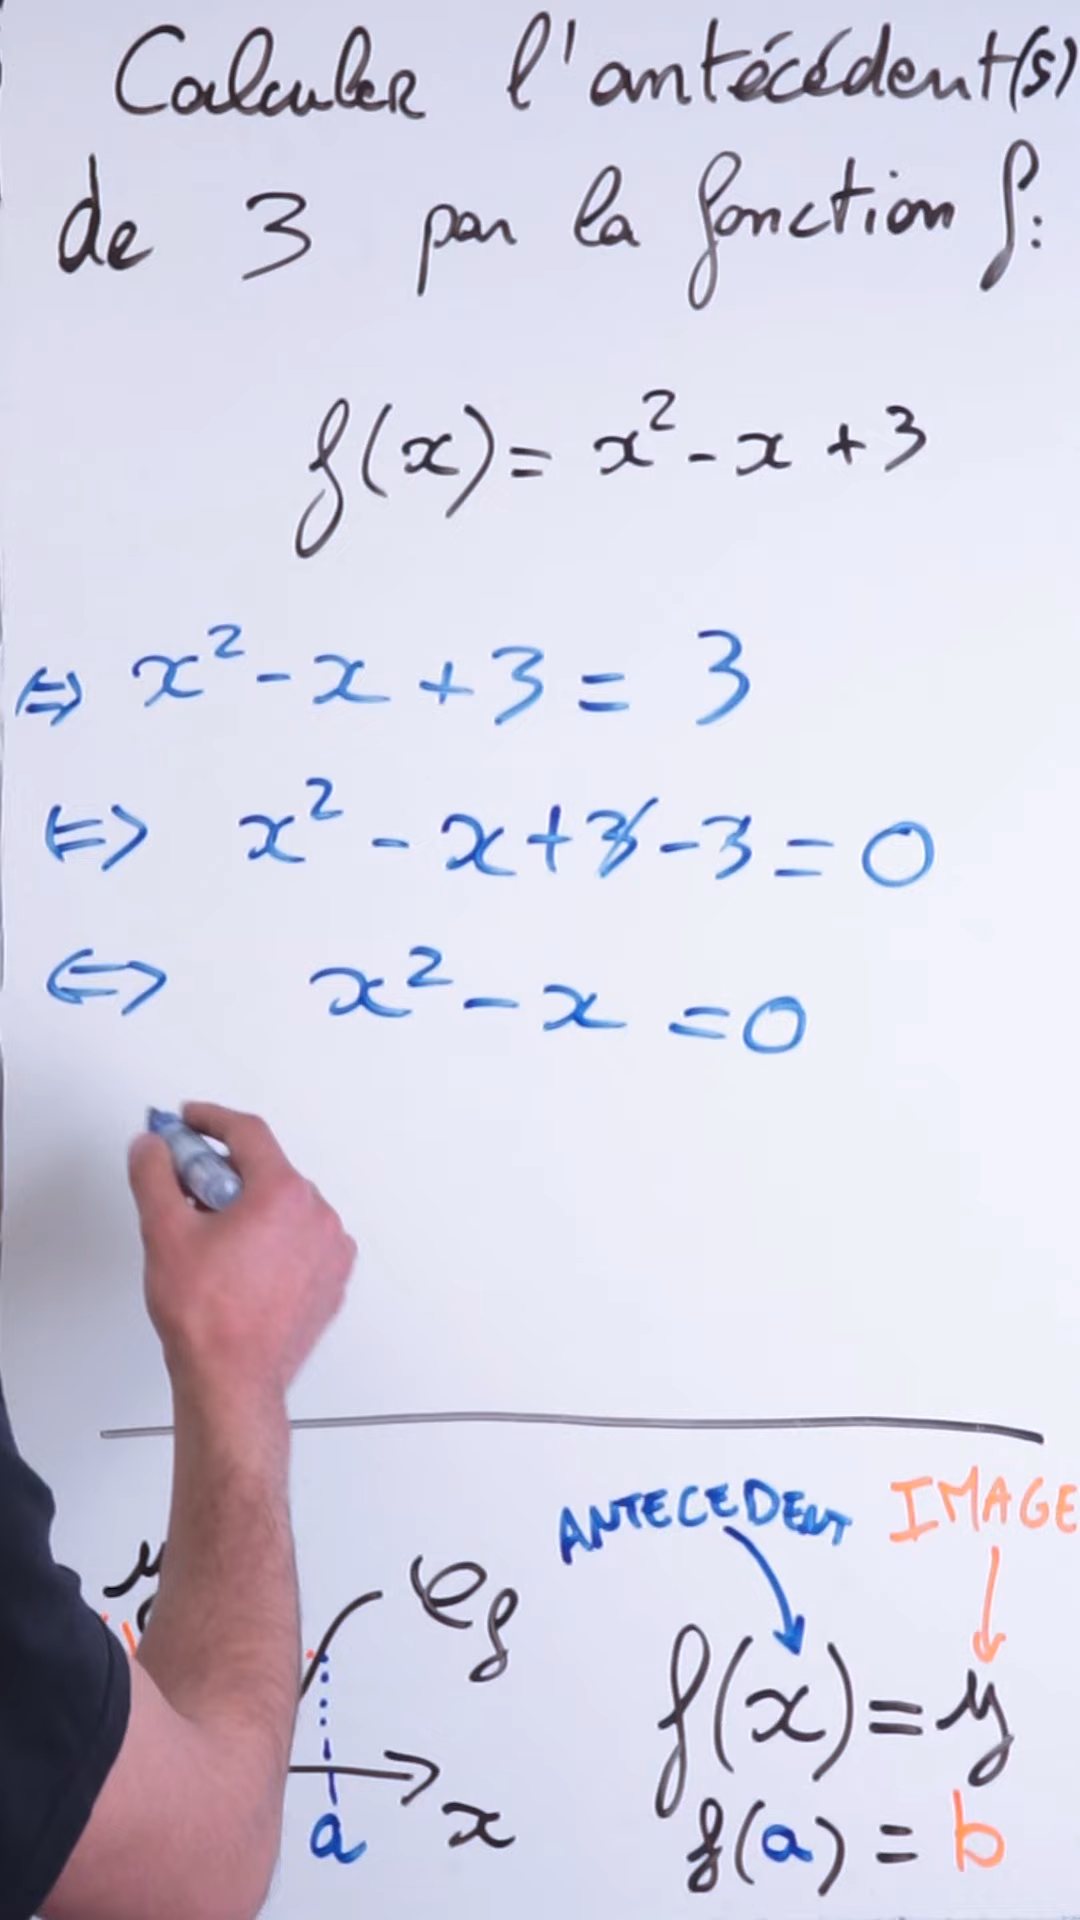 Calculer l'antécédent(s)
de 3 par la fonction f:
f(x) = x² - x + 3
⇔ x² - x + 3 = 3
⇔ x² - x + 3 - 3 = 0
⇔ x² - x = 0
ANTECEDENT IMAGE
y
𝒞f
f(x) = y
x
a
f(a) = b